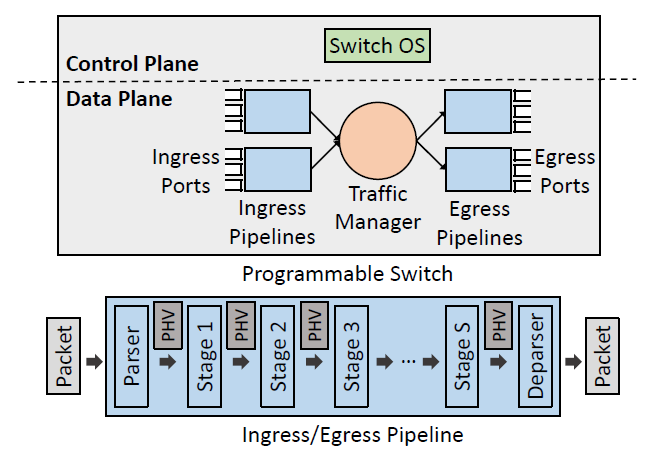 Switch OS
Control Plane
Data Plane
Ingress
Ports
Ingress
Pipelines
Traffic
Manager
Egress
Pipelines
Egress
Ports
Programmable Switch
Packet
Parser
PHV
Stage 1
PHV
Stage 2
PHV
Stage 3
...
Stage S
PHV
Deparser
Packet
Ingress/Egress Pipeline